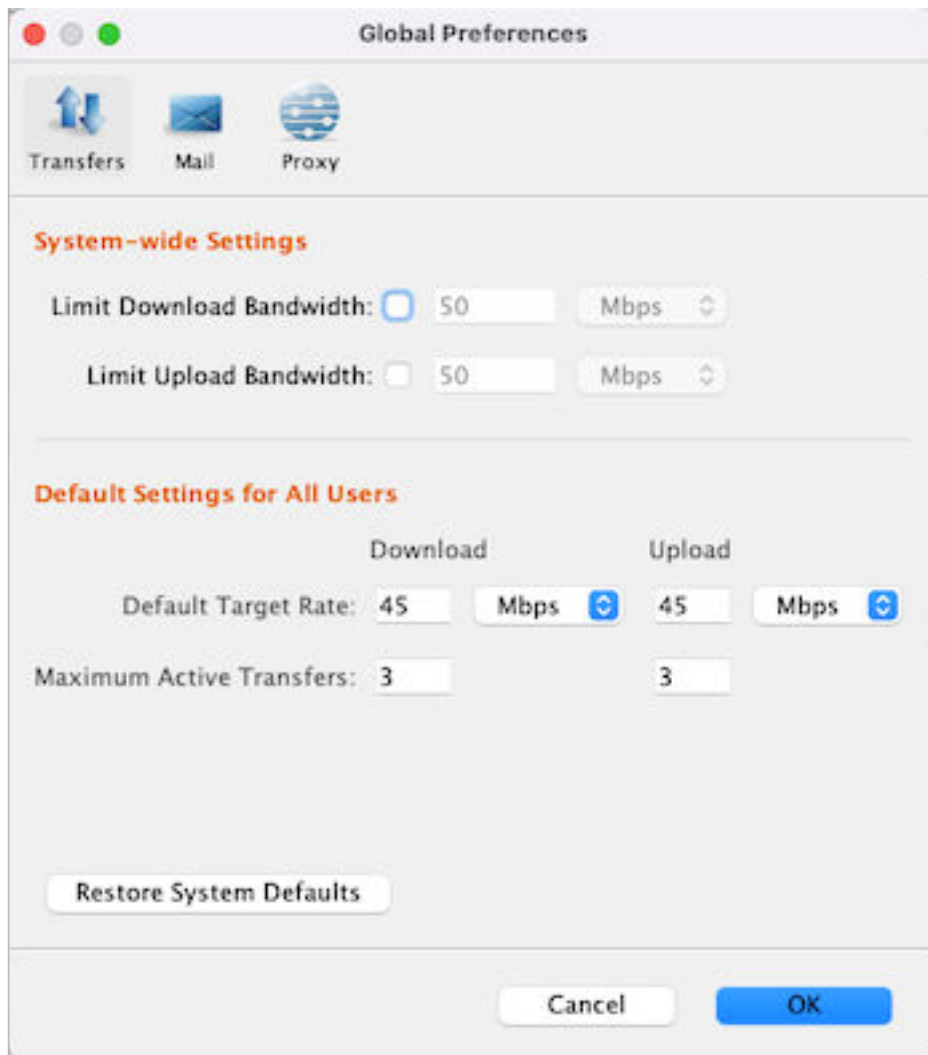 Global Preferences
Transfers Mail Proxy
System-wide Settings
Limit Download Bandwidth: 50 Mbps
Limit Upload Bandwidth: 50 Mbps
Default Settings for All Users
Download Upload
Default Target Rate: 45 Mbps 45 Mbps
Maximum Active Transfers: 3 3
Restore System Defaults
Cancel OK